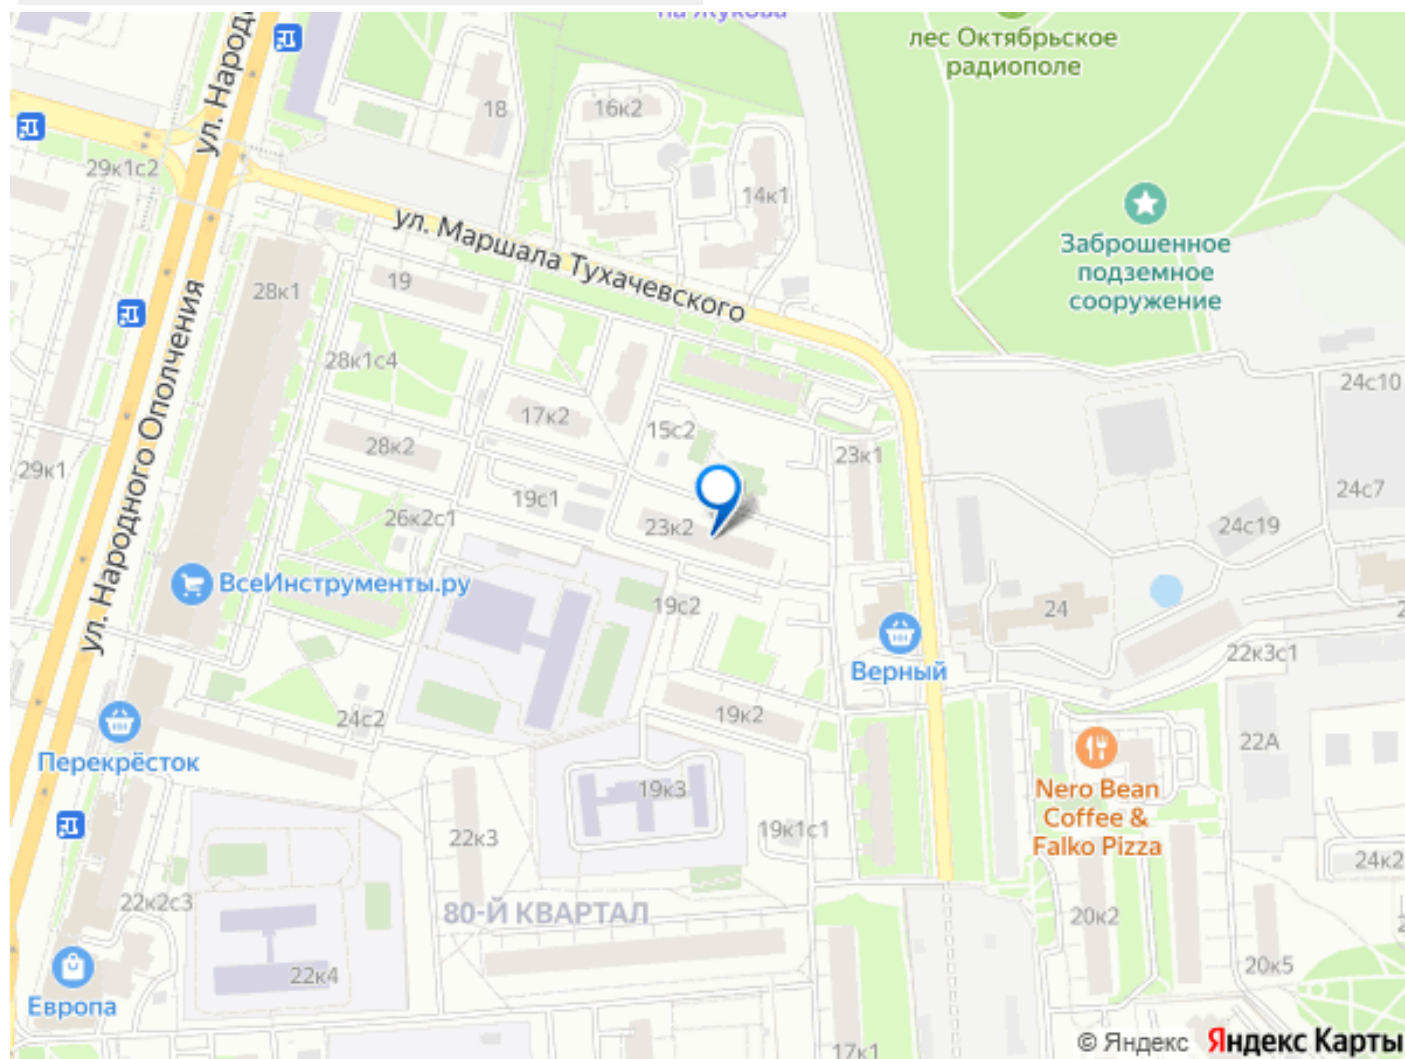 на Жукова
лес Октябрьское
радиополе
ул. Народ
18
16к2
29к1с2
14к1
ул. Маршала Тухачевского
Заброшенное
подземное
сооружение
19
28к1
ул. Народного Ополчения
28к1с4
24с10
17к2
15с2
28к2
23к1
29к1
19с1
24с7
26к2с1
23к2
24с19
ВсеИнструменты.ру
19с2
24
Верный
22к3с1
24с2
19к2
22А
Перекрёсток
19к3
Nero Bean
Coffee &
Falko Pizza
22к3
19к1с1
24к2
22к2с3
80-Й КВАРТАЛ
20к2
22к4
20к5
Европа
17к1
© Яндекс Яндекс Карты